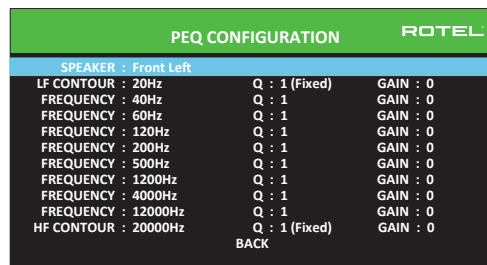 PEQ CONFIGURATION ROTEL
SPEAKER : Front Left
LF CONTOUR : 20Hz Q : 1 (Fixed) GAIN : 0
FREQUENCY : 40Hz Q : 1 GAIN : 0
FREQUENCY : 60Hz Q : 1 GAIN : 0
FREQUENCY : 120Hz Q : 1 GAIN : 0
FREQUENCY : 200Hz Q : 1 GAIN : 0
FREQUENCY : 500Hz Q : 1 GAIN : 0
FREQUENCY : 1200Hz Q : 1 GAIN : 0
FREQUENCY : 4000Hz Q : 1 GAIN : 0
FREQUENCY : 12000Hz Q : 1 GAIN : 0
HF CONTOUR : 20000Hz Q : 1 (Fixed) GAIN : 0
BACK